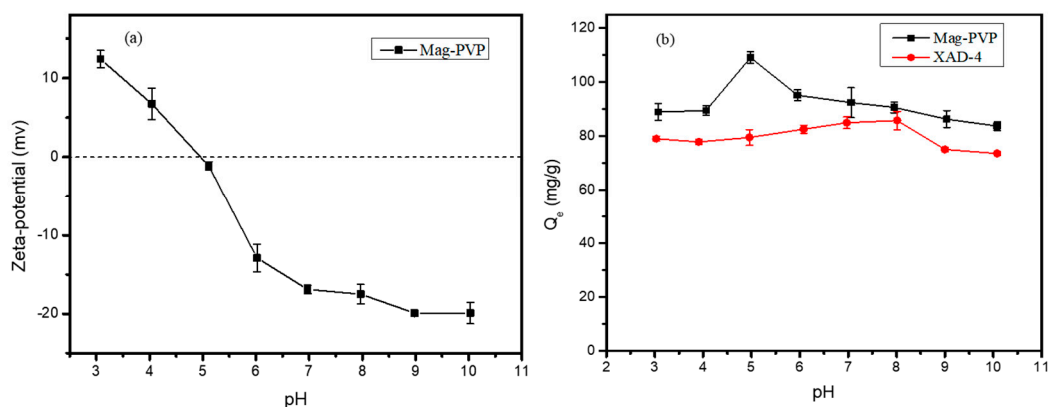 (a)
Mag-PVP
Zeta-potential (mv)
10
0
-10
-20
3 4 5 6 7 8 9 10 11
pH
(b)
Mag-PVP
XAD-4
Qe (mg/g)
120
100
80
60
40
20
0
2 3 4 5 6 7 8 9 10 11
pH